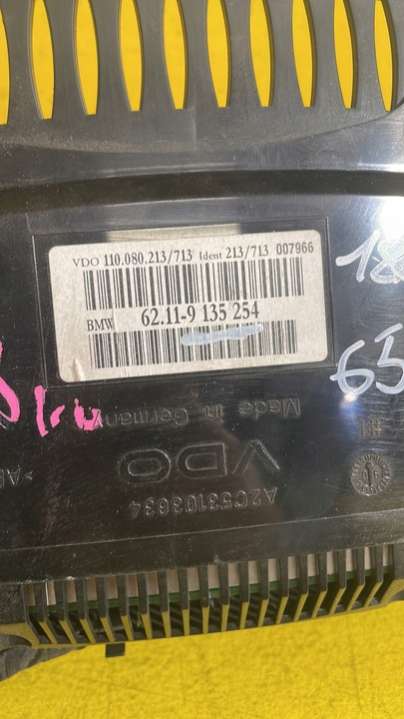 VDO 110.080.213/713 Ident 213/713 007966
BMW 62.11-9 135 254
18
65
Made in Germany
VDO
A2C53103634